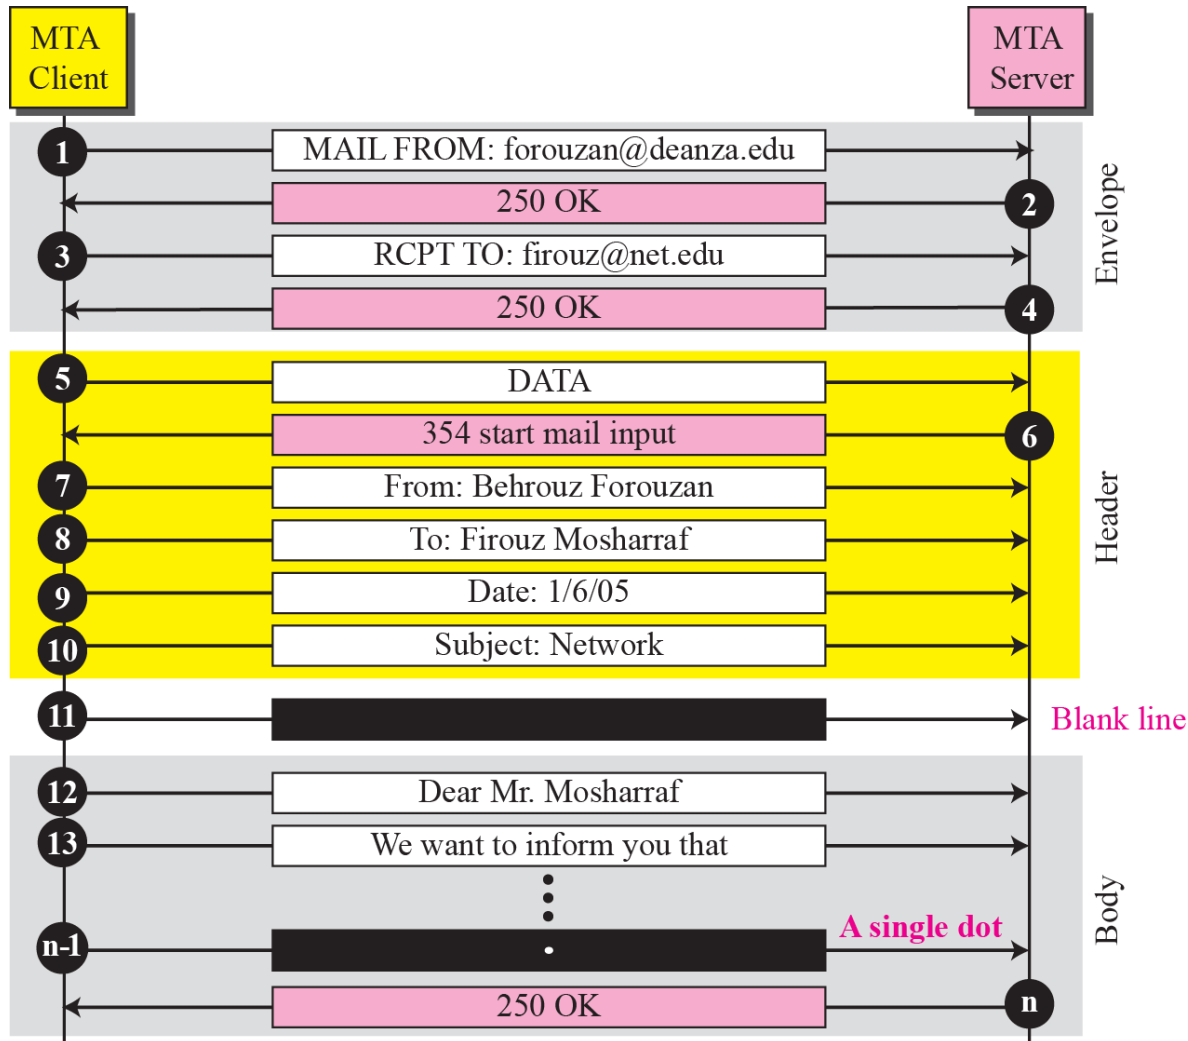 MTA
Client
MTA
Server
1
MAIL FROM: forouzan@deanza.edu
250 OK
2
3
RCPT TO: firouz@net.edu
250 OK
4
Envelope
5
DATA
354 start mail input
6
7
From: Behrouz Forouzan
8
To: Firouz Mosharraf
9
Date: 1/6/05
10
Subject: Network
Header
11
Blank line
12
Dear Mr. Mosharraf
13
We want to inform you that
A single dot
n-1
.
250 OK
n
Body